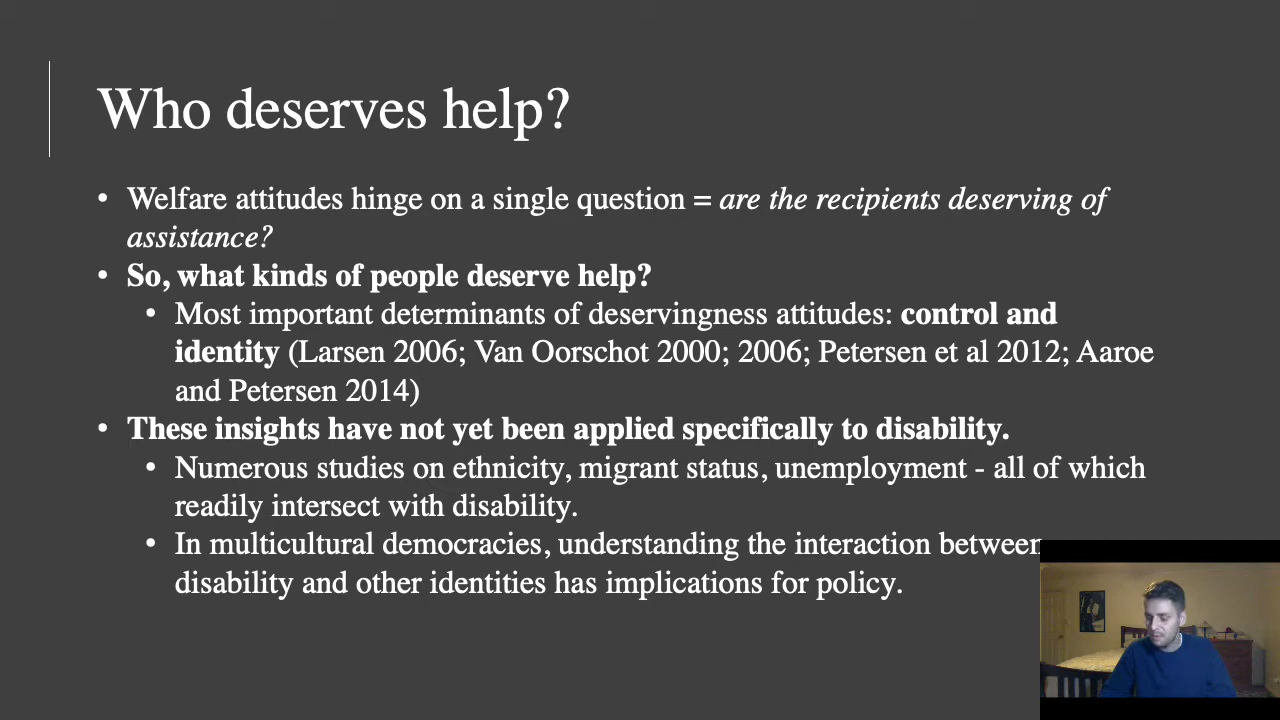 Who deserves help?
• Welfare attitudes hinge on a single question = are the recipients deserving of
assistance?
• So, what kinds of people deserve help?
• Most important determinants of deservingness attitudes: control and
identity (Larsen 2006; Van Oorschot 2000; 2006; Petersen et al 2012; Aaroe
and Petersen 2014)
• These insights have not yet been applied specifically to disability.
• Numerous studies on ethnicity, migrant status, unemployment - all of which
readily intersect with disability.
• In multicultural democracies, understanding the interaction between
disability and other identities has implications for policy.